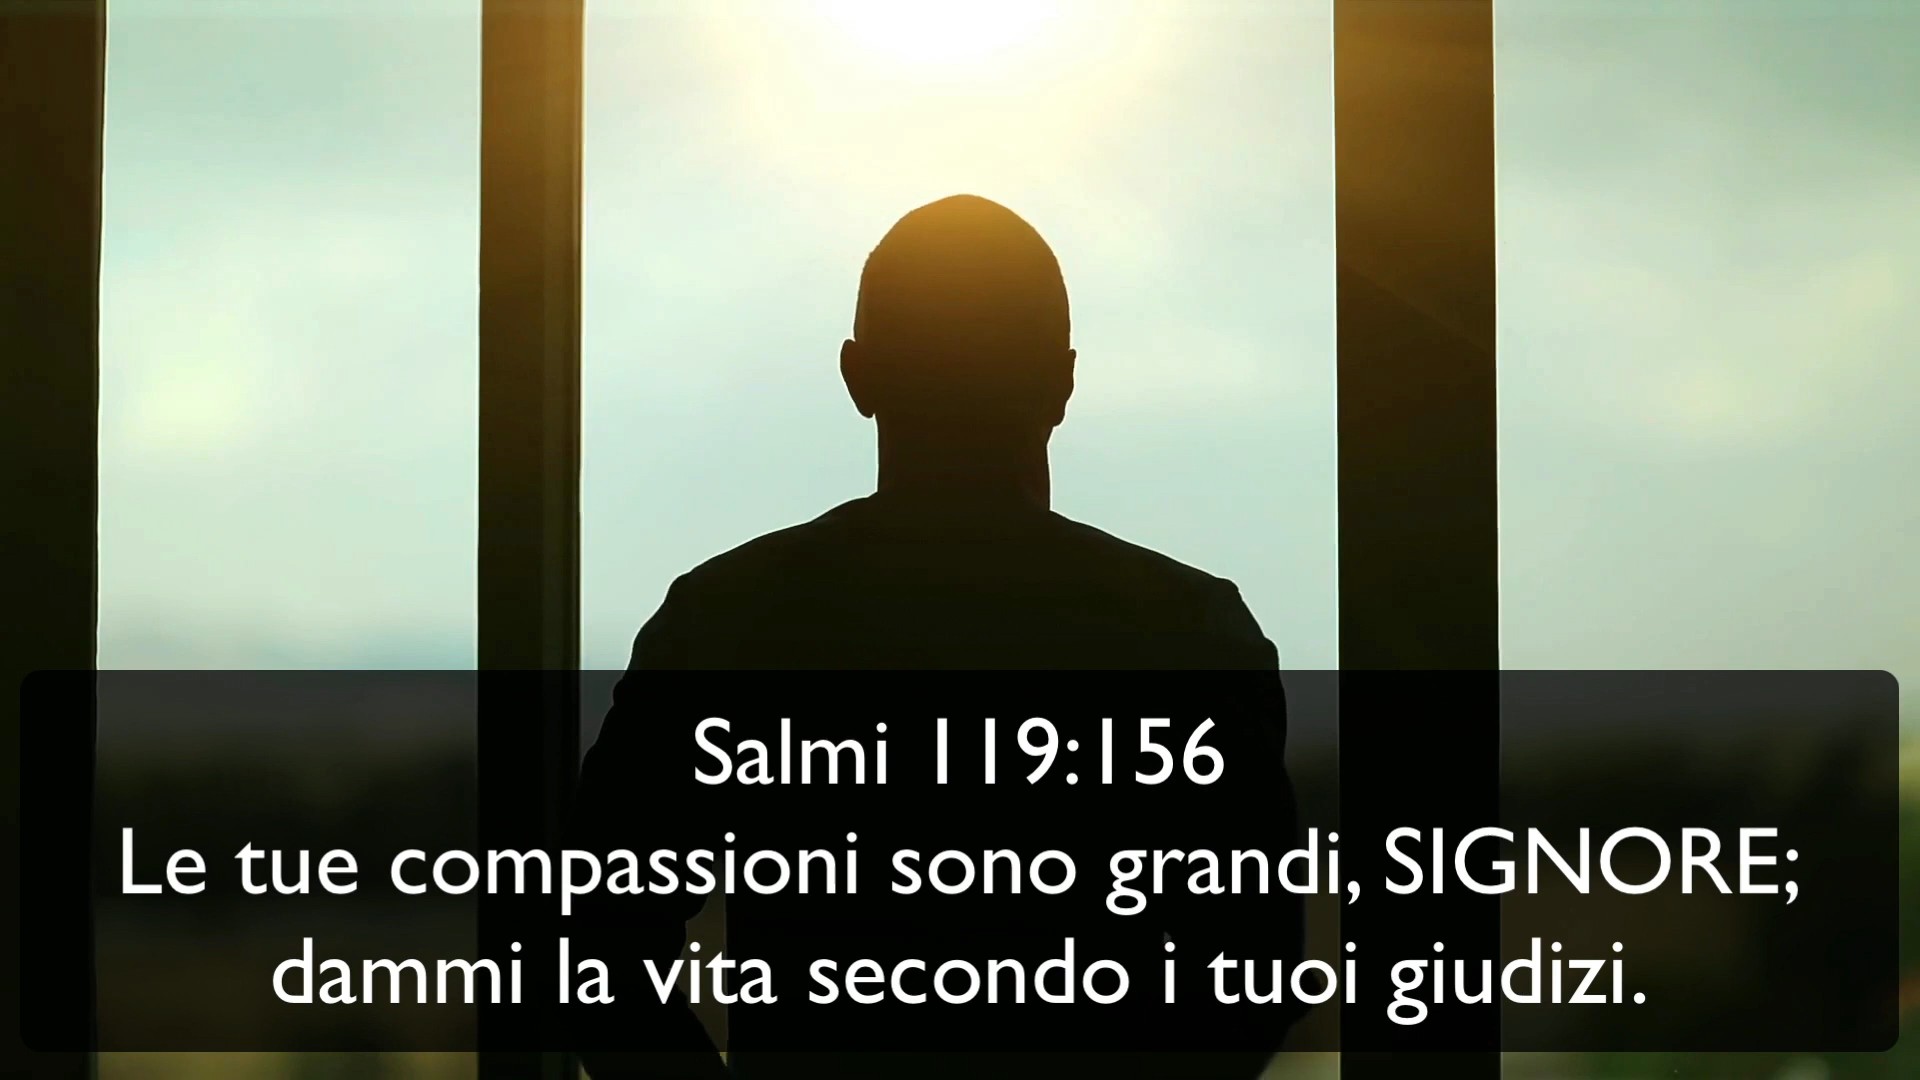 Salmi 119:156
Le tue compassioni sono grandi, SIGNORE;
dammi la vita secondo i tuoi giudizi.